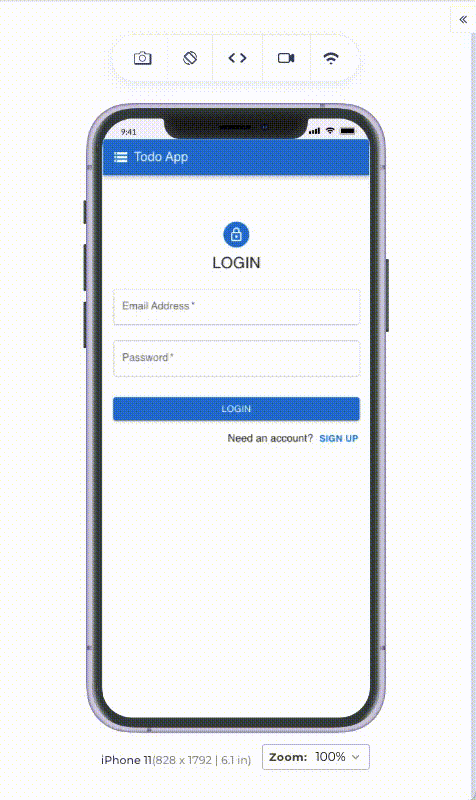 9:41
Todo App
LOGIN
Email Address *
Password *
LOGIN
Need an account? SIGN UP
iPhone 11(828 x 1792 | 6.1 in)
Zoom: 100%